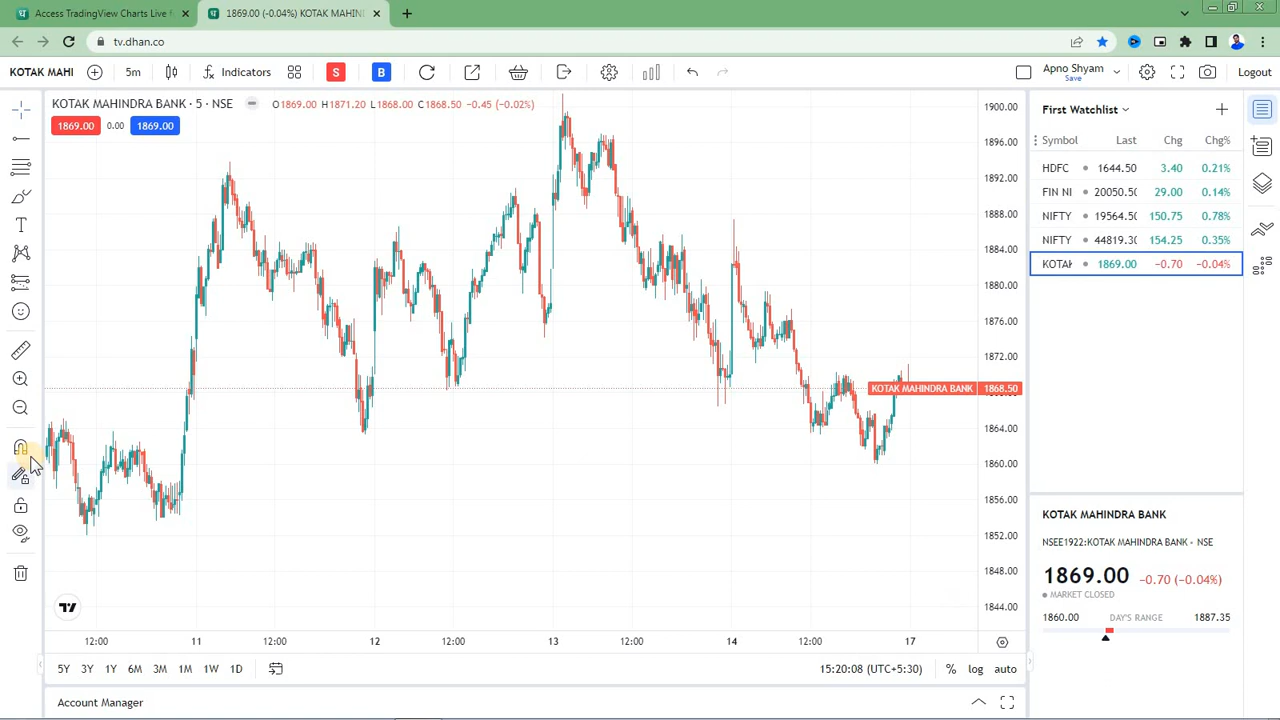 Access TradingView Charts Live f
1869.00 (-0.04%) KOTAK MAHIN
tv.dhan.co
KOTAK MAHI
5m
Indicators
S
B
Apno Shyam
Save
Logout
KOTAK MAHINDRA BANK · 5 · NSE
O1869.00 H1871.20 L1868.00 C1868.50 −0.45 (−0.02%)
1869.00 0.00 1869.00
1900.00
1896.00
1892.00
1888.00
1884.00
1880.00
1876.00
1872.00
KOTAK MAHINDRA BANK 1868.50
1864.00
1860.00
1856.00
1852.00
1848.00
1844.00
12:00 11 12:00 12 12:00 13 12:00 14 12:00 17
5Y 3Y 1Y 6M 3M 1M 1W 1D
15:20:08 (UTC+5:30) % log auto
Account Manager
First Watchlist
Symbol Last Chg Chg%
HDFC 1644.50 3.40 0.21%
FIN NI 20050.50 29.00 0.14%
NIFTY 19564.50 150.75 0.78%
NIFTY 44819.30 154.25 0.35%
KOTAK 1869.00 −0.70 −0.04%
KOTAK MAHINDRA BANK
NSEE1922:KOTAK MAHINDRA BANK • NSE
1869.00 −0.70 (−0.04%)
MARKET CLOSED
1860.00 DAY'S RANGE 1887.35